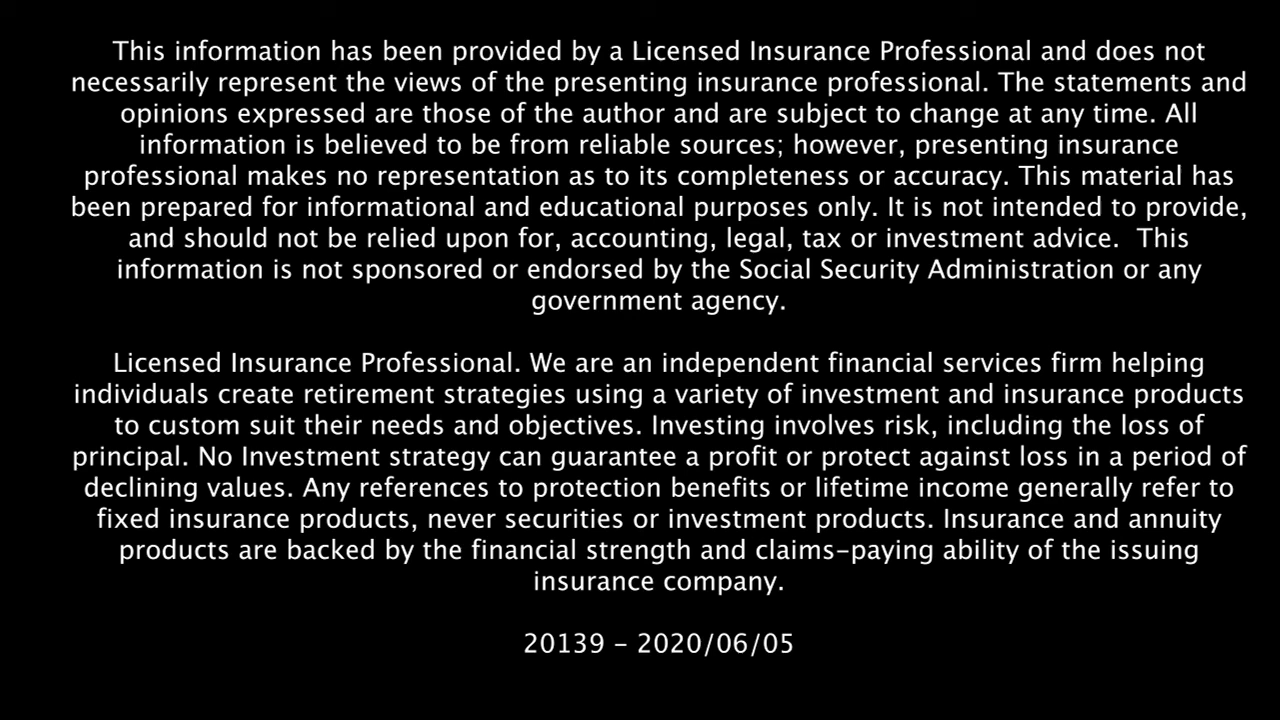 This information has been provided by a Licensed Insurance Professional and does not
necessarily represent the views of the presenting insurance professional. The statements and
opinions expressed are those of the author and are subject to change at any time. All
information is believed to be from reliable sources; however, presenting insurance
professional makes no representation as to its completeness or accuracy. This material has
been prepared for informational and educational purposes only. It is not intended to provide,
and should not be relied upon for, accounting, legal, tax or investment advice.  This
information is not sponsored or endorsed by the Social Security Administration or any
government agency.
Licensed Insurance Professional. We are an independent financial services firm helping
individuals create retirement strategies using a variety of investment and insurance products
to custom suit their needs and objectives. Investing involves risk, including the loss of
principal. No Investment strategy can guarantee a profit or protect against loss in a period of
declining values. Any references to protection benefits or lifetime income generally refer to
fixed insurance products, never securities or investment products. Insurance and annuity
products are backed by the financial strength and claims-paying ability of the issuing
insurance company.
20139 – 2020/06/05